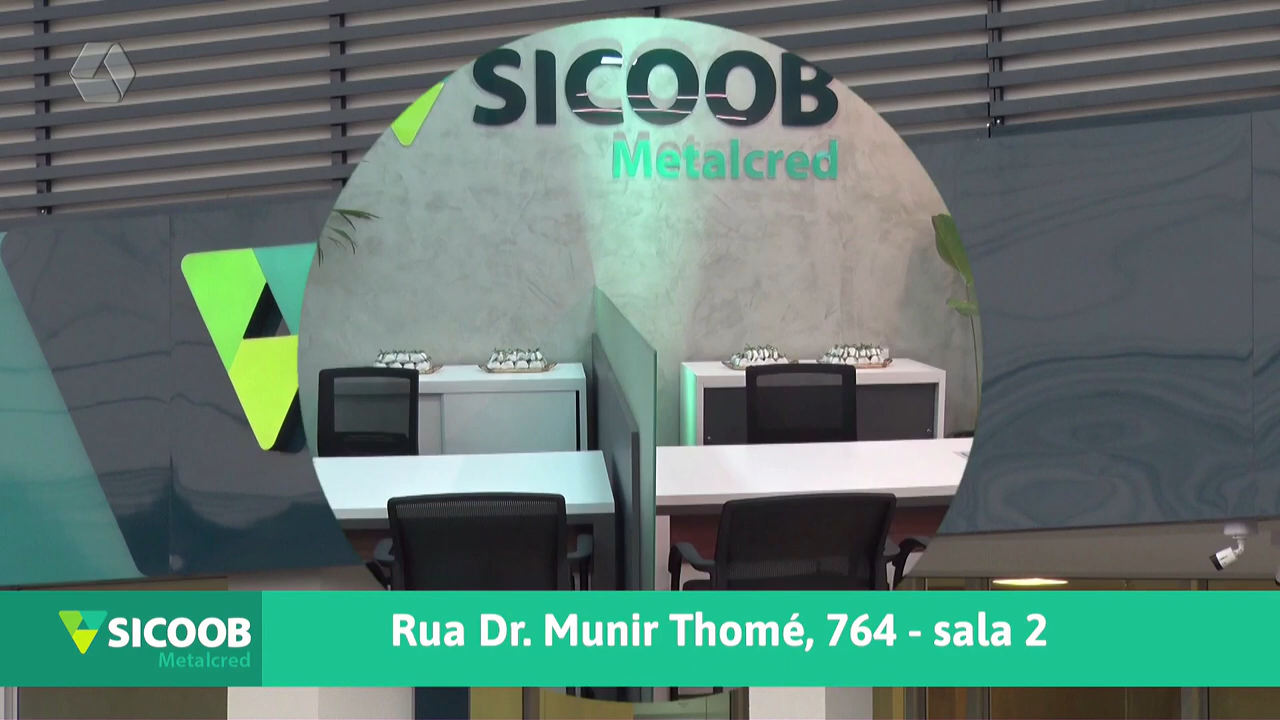 SICOOB
Metalcred
SICOOB
Metalcred
Rua Dr. Munir Thomé, 764 - sala 2